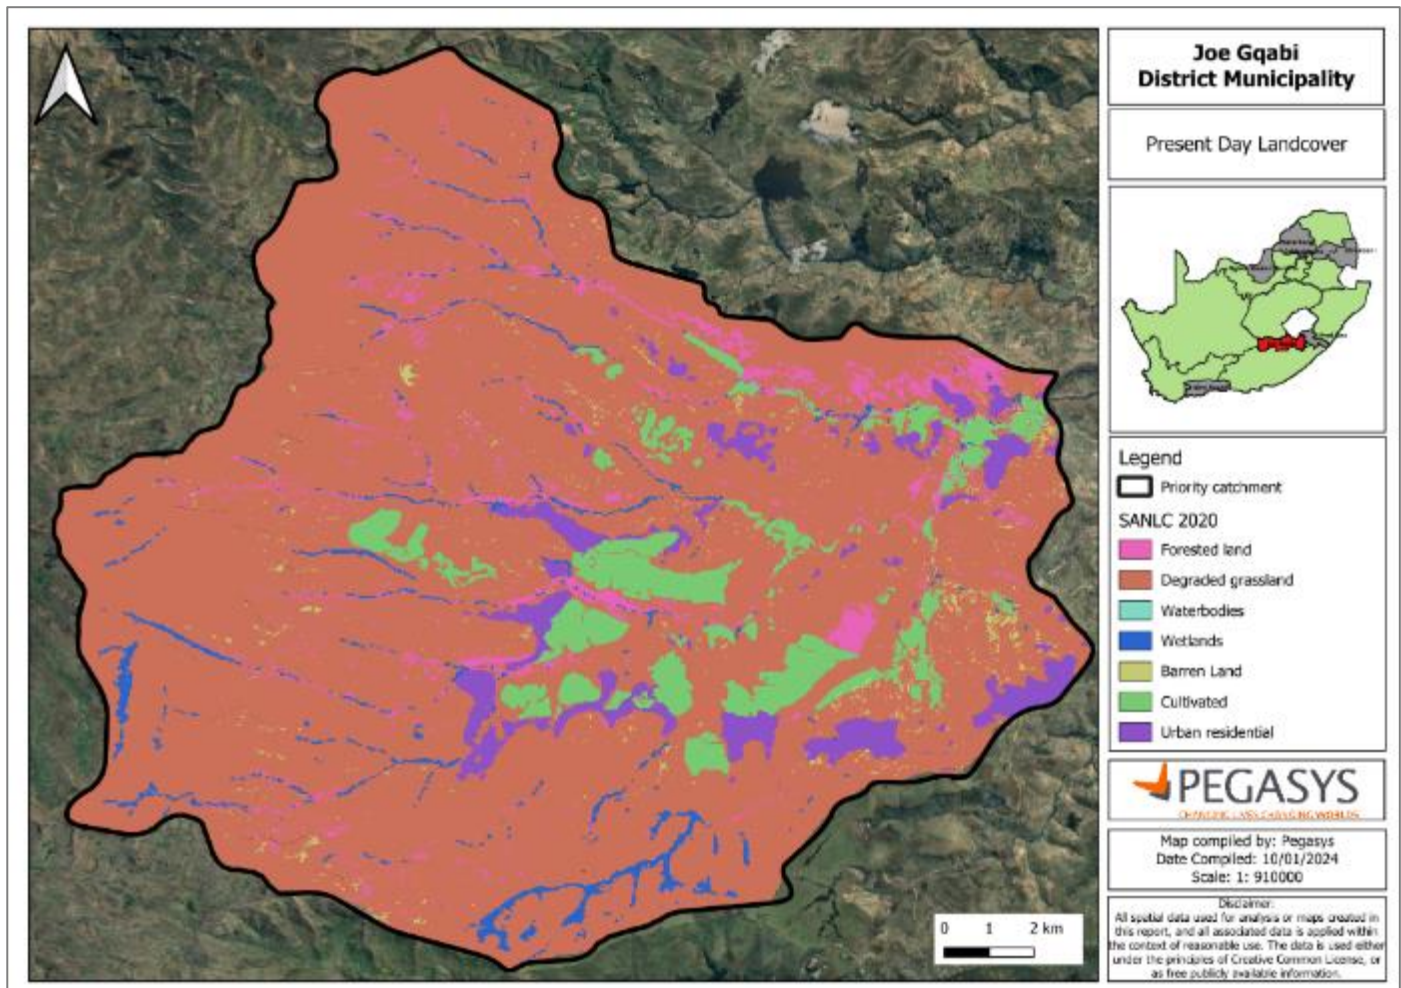 Joe Gqabi
District Municipality
Present Day Landcover
Legend
Priority catchment
SANLC 2020
Forested land
Degraded grassland
Waterbodies
Wetlands
Barren Land
Cultivated
Urban residential
PEGASYS
CHANGING LIVES CHANGING WORLDS
Map compiled by: Pegasys
Date Compiled: 10/01/2024
Scale: 1: 910000
Disclaimer:
All spatial data used for analysis or maps created in
this report, and all associated data is applied within
the context of reasonable use. The data is used either
under the principles of Creative Common License, or
as free publicly available information.
0 1 2 km